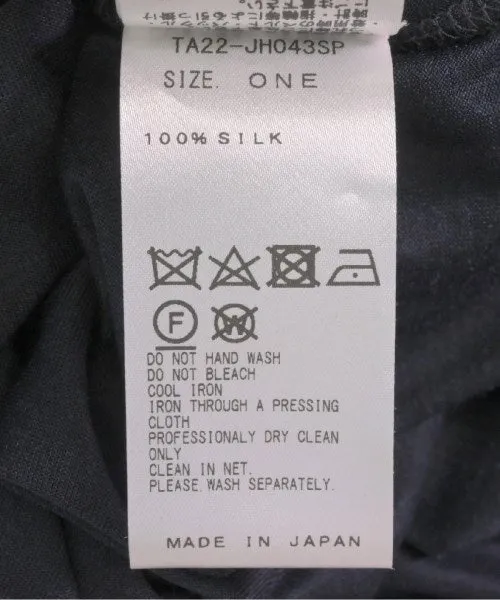 TA22-JH043SP
SIZE. ONE
100% SILK
F
W
DO NOT HAND WASH
DO NOT BLEACH
COOL IRON
IRON THROUGH A PRESSING
CLOTH
PROFESSIONALY DRY CLEAN
ONLY
CLEAN IN NET.
PLEASE WASH SEPARATELY.
MADE IN JAPAN